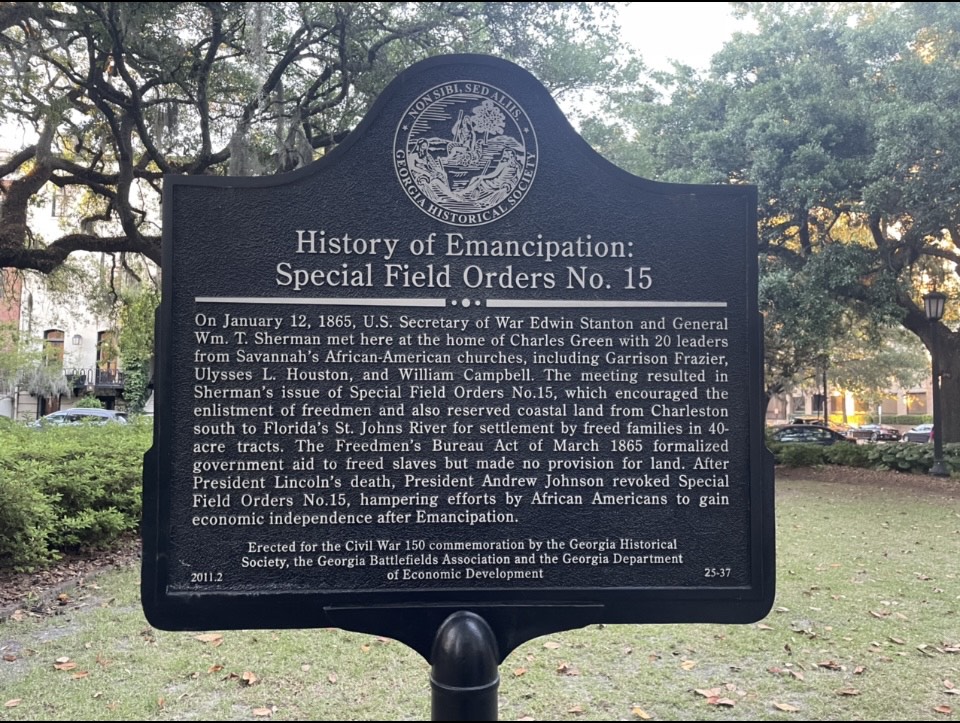 NON SIBI, SED ALIIS.
GEORGIA HISTORICAL SOCIETY
History of Emancipation:
Special Field Orders No. 15
On January 12, 1865, U.S. Secretary of War Edwin Stanton and General
Wm. T. Sherman met here at the home of Charles Green with 20 leaders
from Savannah's African-American churches, including Garrison Frazier,
Ulysses L. Houston, and William Campbell. The meeting resulted in
Sherman's issue of Special Field Orders No.15, which encouraged the
enlistment of freedmen and also reserved coastal land from Charleston
south to Florida's St. Johns River for settlement by freed families in 40-
acre tracts. The Freedmen's Bureau Act of March 1865 formalized
government aid to freed slaves but made no provision for land. After
President Lincoln's death, President Andrew Johnson revoked Special
Field Orders No.15, hampering efforts by African Americans to gain
economic independence after Emancipation.
Erected for the Civil War 150 commemoration by the Georgia Historical
Society, the Georgia Battlefields Association and the Georgia Department
of Economic Development
2011.2
25-37